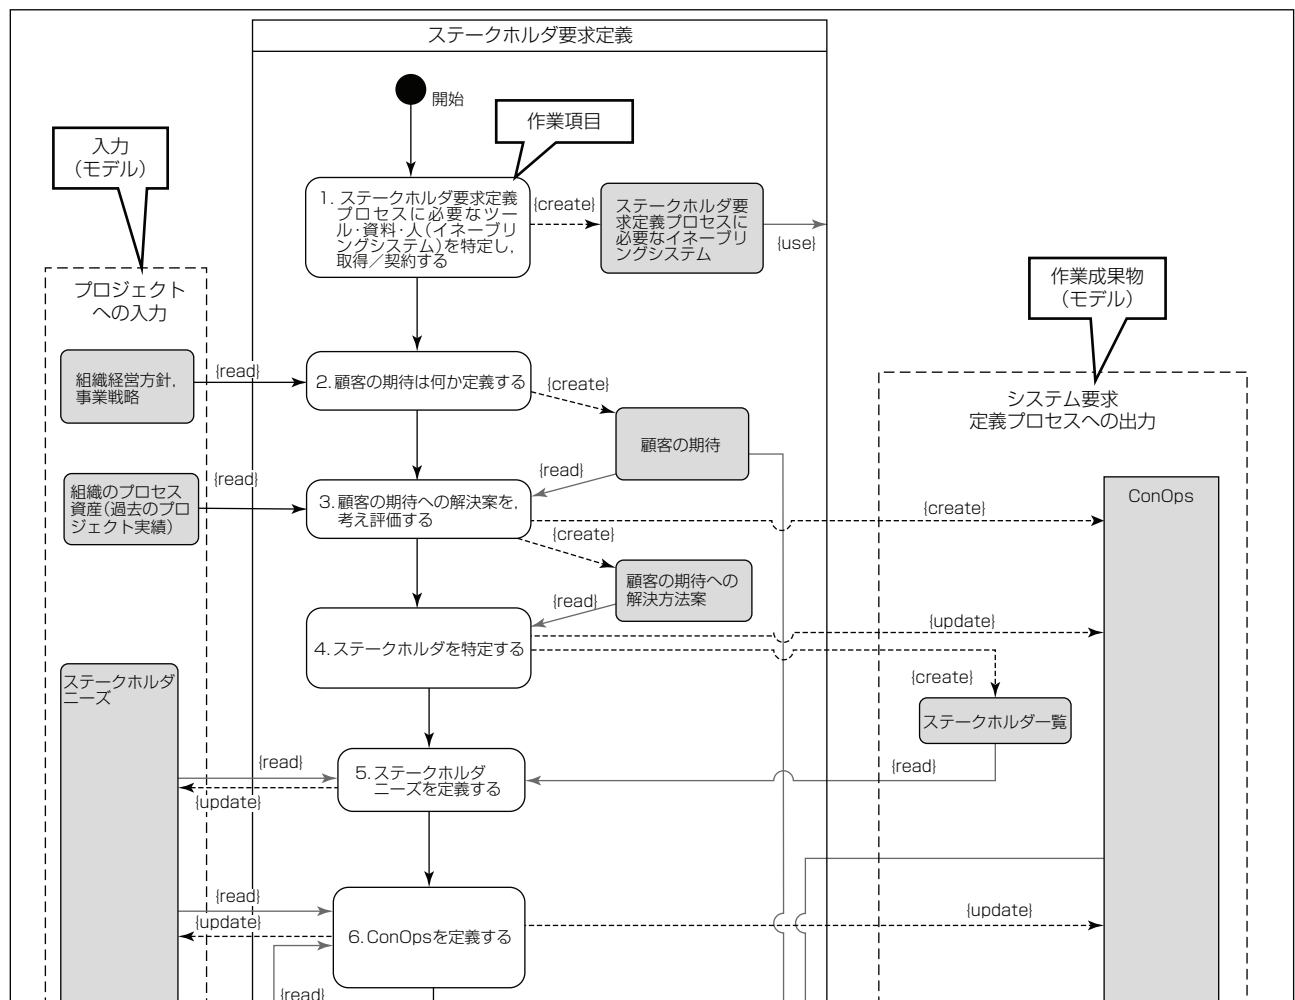 ステークホルダ要求定義
開始
作業項目
入力
（モデル）
1. ステークホルダ要求定義
プロセスに必要なツー
ル・資料・人（イネーブリ
ングシステム）を特定し，
取得／契約する
{create}
ステークホルダ要
求定義プロセスに
必要なイネーブリ
ングシステム
{use}
作業成果物
（モデル）
プロジェクト
への入力
組織経営方針，
事業戦略
{read}
2. 顧客の期待は何か定義する
{create}
顧客の期待
システム要求
定義プロセスへの出力
{read}
組織のプロセス
資産（過去のプロ
ジェクト実績）
{read}
3. 顧客の期待への解決案を，
考え評価する
{create}
ConOps
{create}
顧客の期待への
解決方法案
{read}
4. ステークホルダを特定する
{update}
{create}
ステークホルダ一覧
ステークホルダ
ニーズ
{read}
5. ステークホルダ
ニーズを定義する
{read}
{update}
{read}
{update}
6. ConOpsを定義する
{update}
{read}